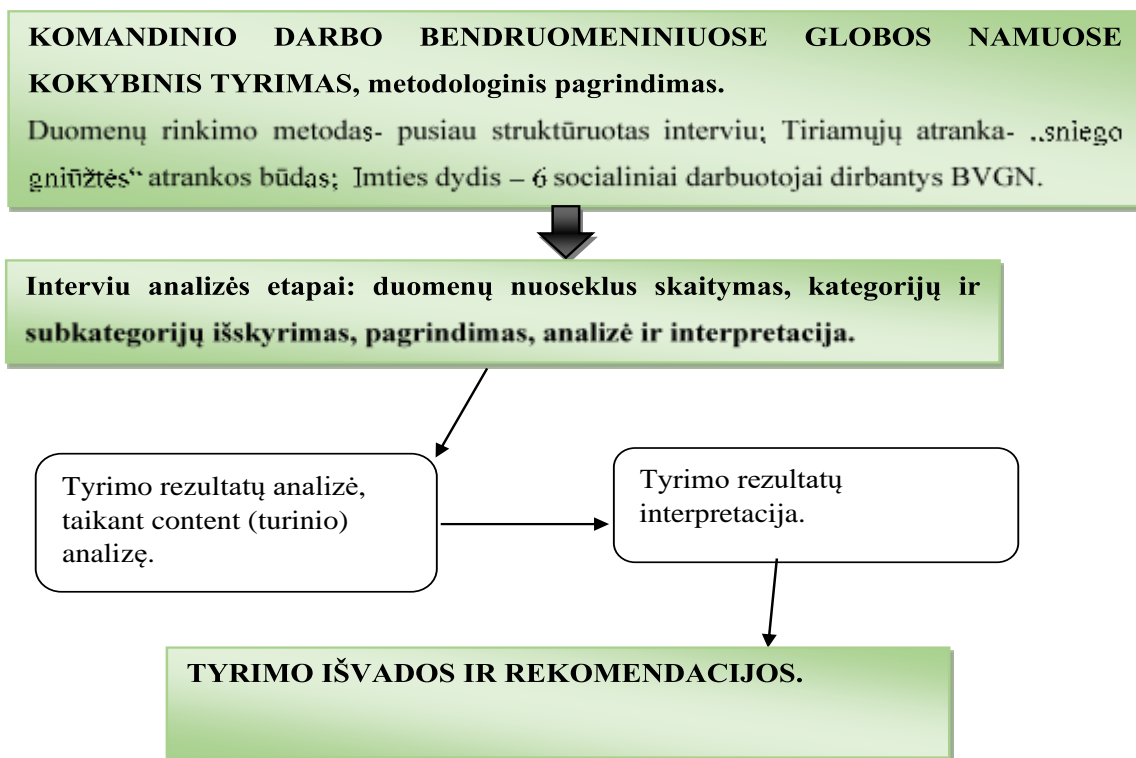 KOMANDINIO DARBO BENDRUOMENINIUOSE GLOBOS NAMUOSE
KOKYBINIS TYRIMAS, metodologinis pagrindimas.
Duomenų rinkimo metodas- pusiau struktūruotas interviu; Tiriamųjų atranka- „sniego
gniūžtės“ atrankos būdas; Imties dydis – 6 socialiniai darbuotojai dirbantys BVGN.
Interviu analizės etapai: duomenų nuoseklus skaitymas, kategorijų ir
subkategorijų išskyrimas, pagrindimas, analizė ir interpretacija.
Tyrimo rezultatų analizė,
taikant content (turinio)
analizę.
Tyrimo rezultatų
interpretacija.
TYRIMO IŠVADOS IR REKOMENDACIJOS.